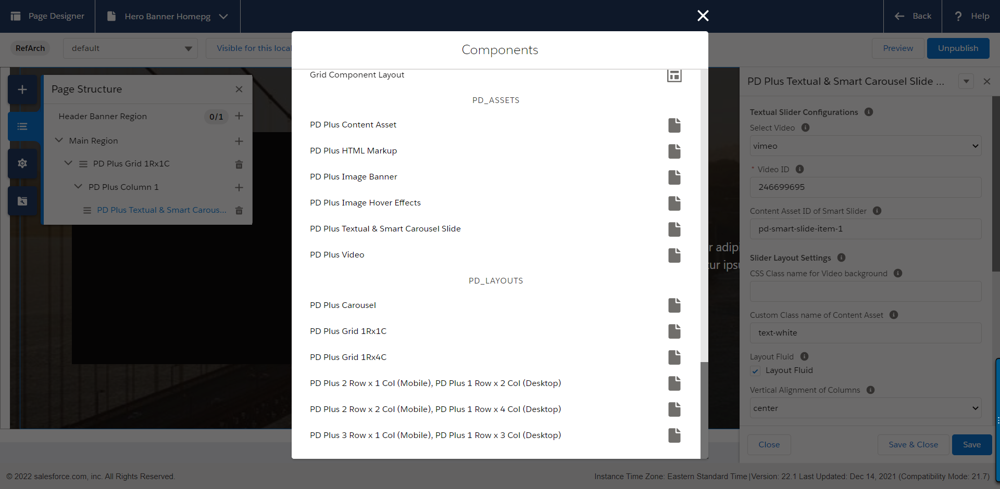 Page Designer
Hero Banner Homepg
Back
? Help
RefArch
default
Visible for this local
Preview
Unpublish
Page Structure
Header Banner Region 0/1
Main Region
PD Plus Grid 1Rx1C
PD Plus Column 1
PD Plus Textual & Smart Carous...
Components
Grid Component Layout
PD_ASSETS
PD Plus Content Asset
PD Plus HTML Markup
PD Plus Image Banner
PD Plus Image Hover Effects
PD Plus Textual & Smart Carousel Slide
PD Plus Video
PD_LAYOUTS
PD Plus Carousel
PD Plus Grid 1Rx1C
PD Plus Grid 1Rx4C
PD Plus 2 Row x 1 Col (Mobile), PD Plus 1 Row x 2 Col (Desktop)
PD Plus 2 Row x 2 Col (Mobile), PD Plus 1 Row x 4 Col (Desktop)
PD Plus 3 Row x 1 Col (Mobile), PD Plus 1 Row x 3 Col (Desktop)
r adipi
tur ipsu
PD Plus Textual & Smart Carousel Slide ...
Textual Slider Configurations
Select Video
vimeo
* Video ID
246699695
Content Asset ID of Smart Slider
pd-smart-slide-item-1
Slider Layout Settings
CSS Class name for Video background
Custom Class name of Content Asset
text-white
Layout Fluid
Layout Fluid
Vertical Alignment of Columns
center
Close
Save & Close
Save
© 2022 salesforce.com, inc. All Rights Reserved.
Instance Time Zone: Eastern Standard Time|Version: 22.1 Last Updated: Dec 14, 2021 (Compatibility Mode: 21.7)